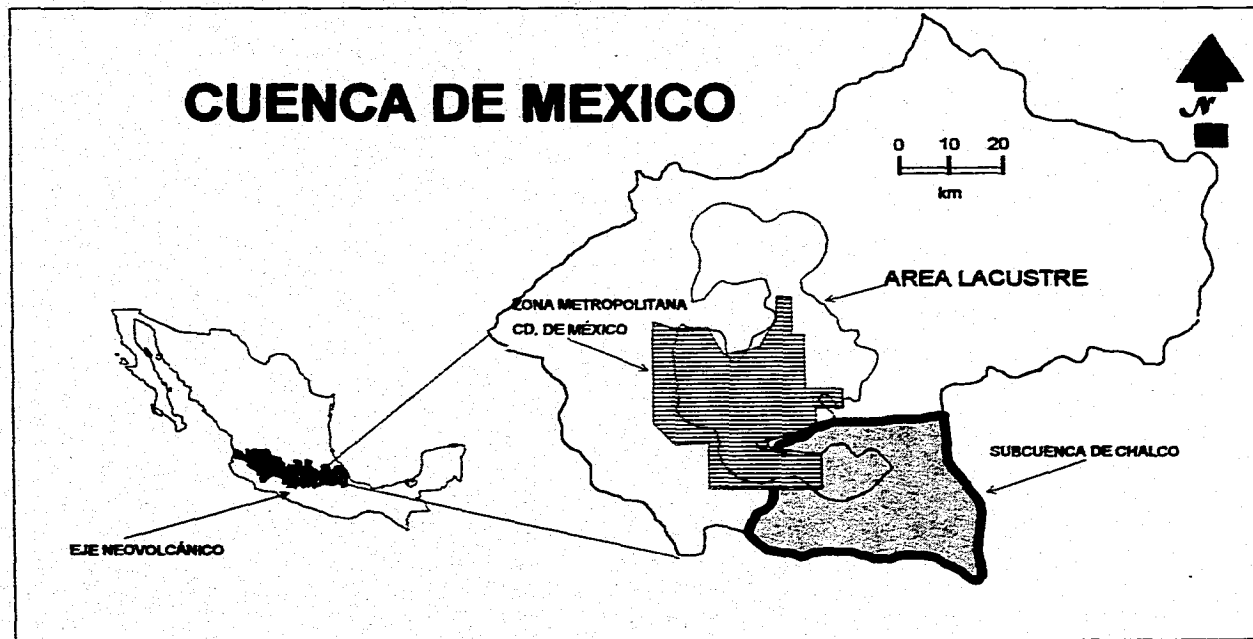 CUENCA DE MEXICO
N
0 10 20
km
AREA LACUSTRE
ZONA METROPOLITANA
CD. DE MÉXICO
SUBCUENCA DE CHALCO
EJE NEOVOLCÁNICO